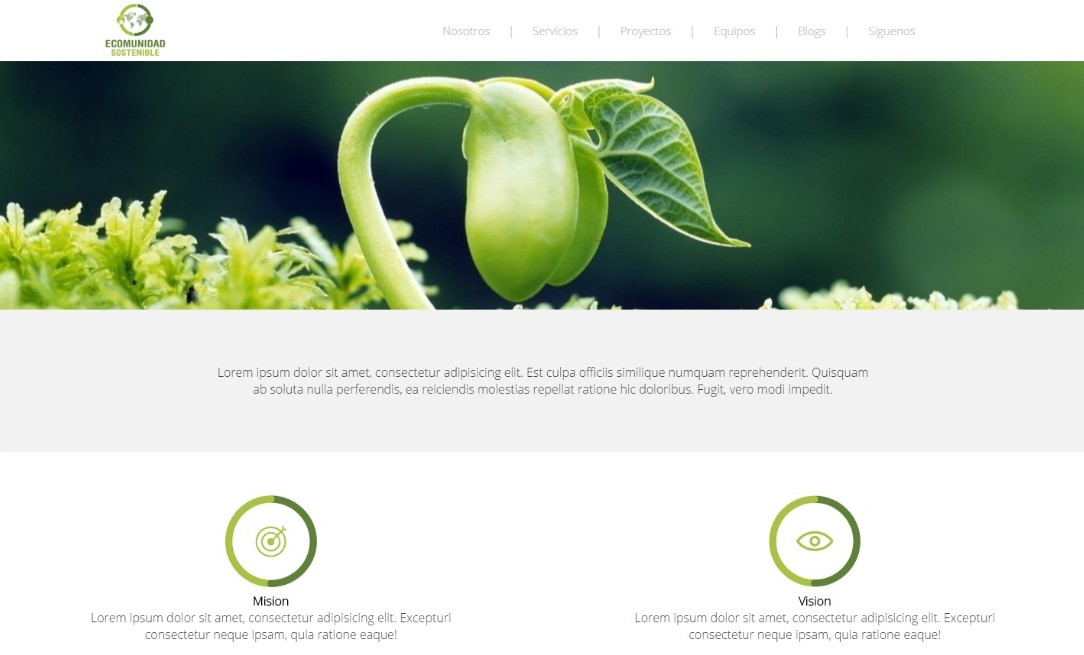 ECOMUNIDAD
SOSTENIBLE
Nosotros | Servicios | Proyectos | Equipos | Blogs | Siguenos
Lorem ipsum dolor sit amet, consectetur adipisicing elit. Est culpa officiis similique numquam reprehenderit. Quisquam
ab soluta nulla perferendis, ea reiciendis molestias repellat ratione hic doloribus. Fugit, vero modi impedit.
Mision
Lorem ipsum dolor sit amet, consectetur adipisicing elit. Excepturi
consectetur neque ipsam, quia ratione eaque!
Vision
Lorem ipsum dolor sit amet, consectetur adipisicing elit. Excepturi
consectetur neque ipsam, quia ratione eaque!